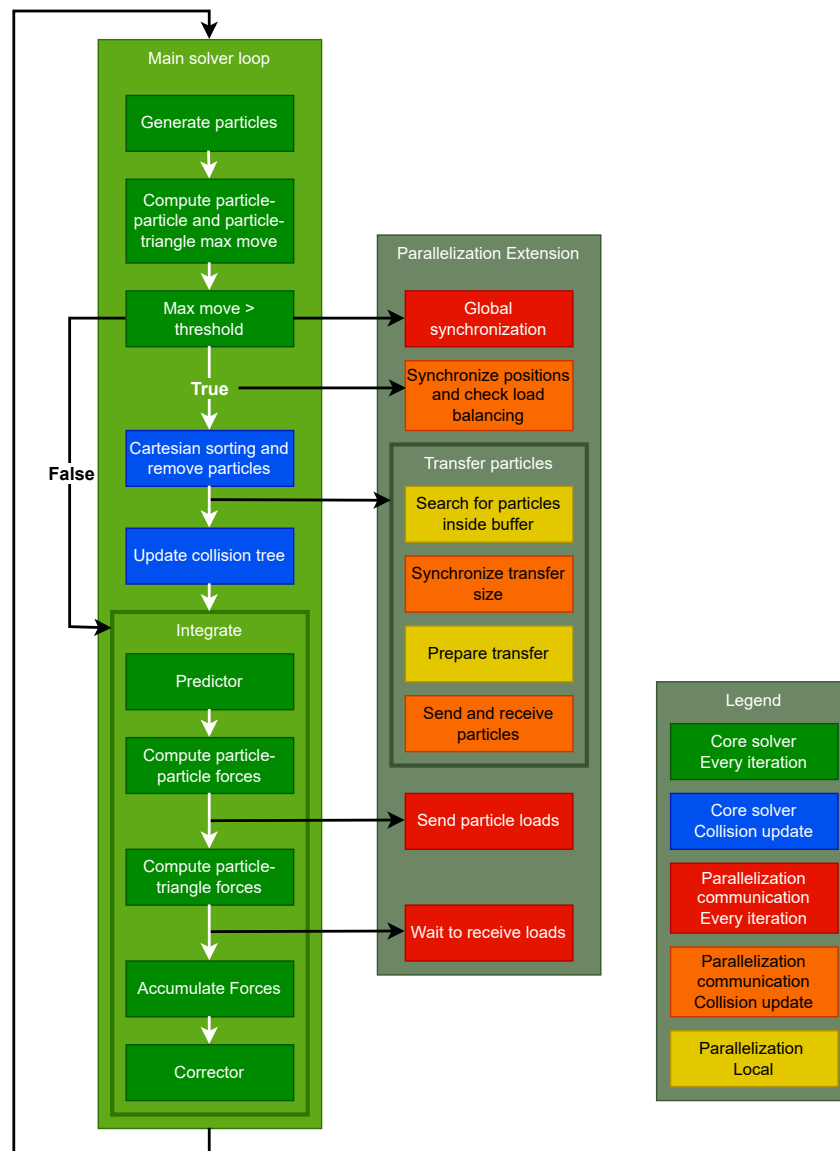 Main solver loop
Generate particles
Compute particle-
particle and particle-
triangle max move
Max move >
threshold
True
False
Cartesian sorting and
remove particles
Update collision tree
Integrate
Predictor
Compute particle-
particle forces
Compute particle-
triangle forces
Accumulate Forces
Corrector
Parallelization Extension
Global
synchronization
Synchronize positions
and check load
balancing
Transfer particles
Search for particles
inside buffer
Synchronize transfer
size
Prepare transfer
Send and receive
particles
Send particle loads
Wait to receive loads
Legend
Core solver
Every iteration
Core solver
Collision update
Parallelization
communication
Every iteration
Parallelization
communication
Collision update
Parallelization
Local